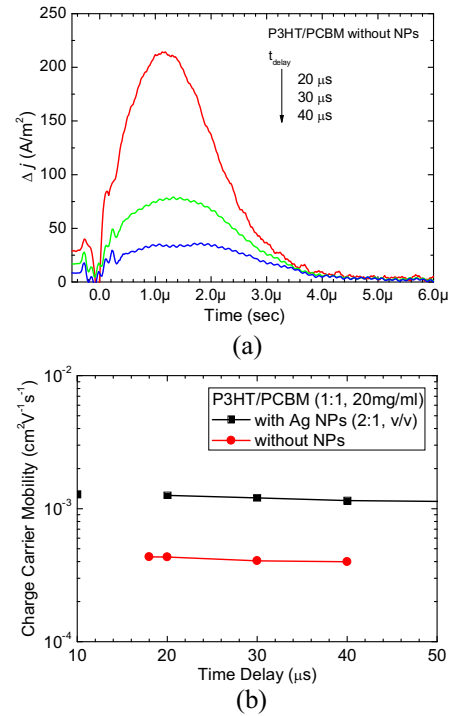 P3HT/PCBM without NPs
t_delay
20 μs
30 μs
40 μs
250
200
150
100
50
0
Δ j (A/m²)
0.0 1.0μ 2.0μ 3.0μ 4.0μ 5.0μ 6.0μ
Time (sec)
(a)
P3HT/PCBM (1:1, 20mg/ml)
with Ag NPs (2:1, v/v)
without NPs
10⁻²
10⁻³
10⁻⁴
Charge Carrier Mobility (cm²V⁻¹s⁻¹)
10 20 30 40 50
Time Delay (μs)
(b)